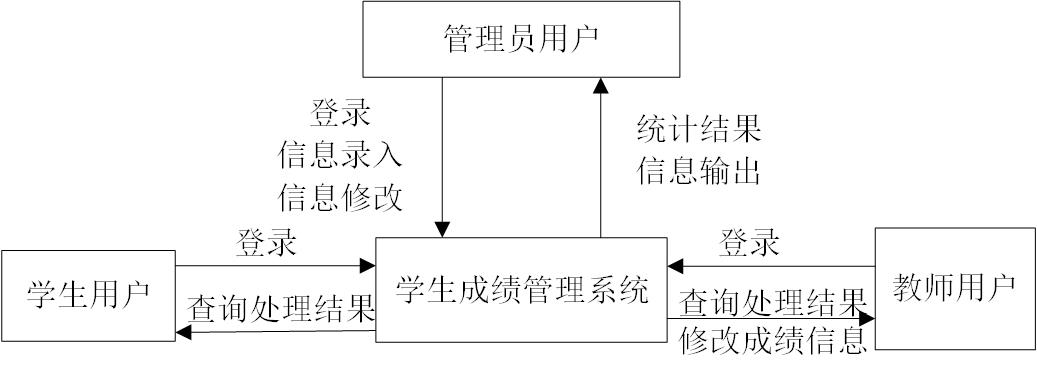 管理员用户
登录
信息录入
信息修改
统计结果
信息输出
学生用户
登录
查询处理结果
学生成绩管理系统
登录
查询处理结果
修改成绩信息
教师用户